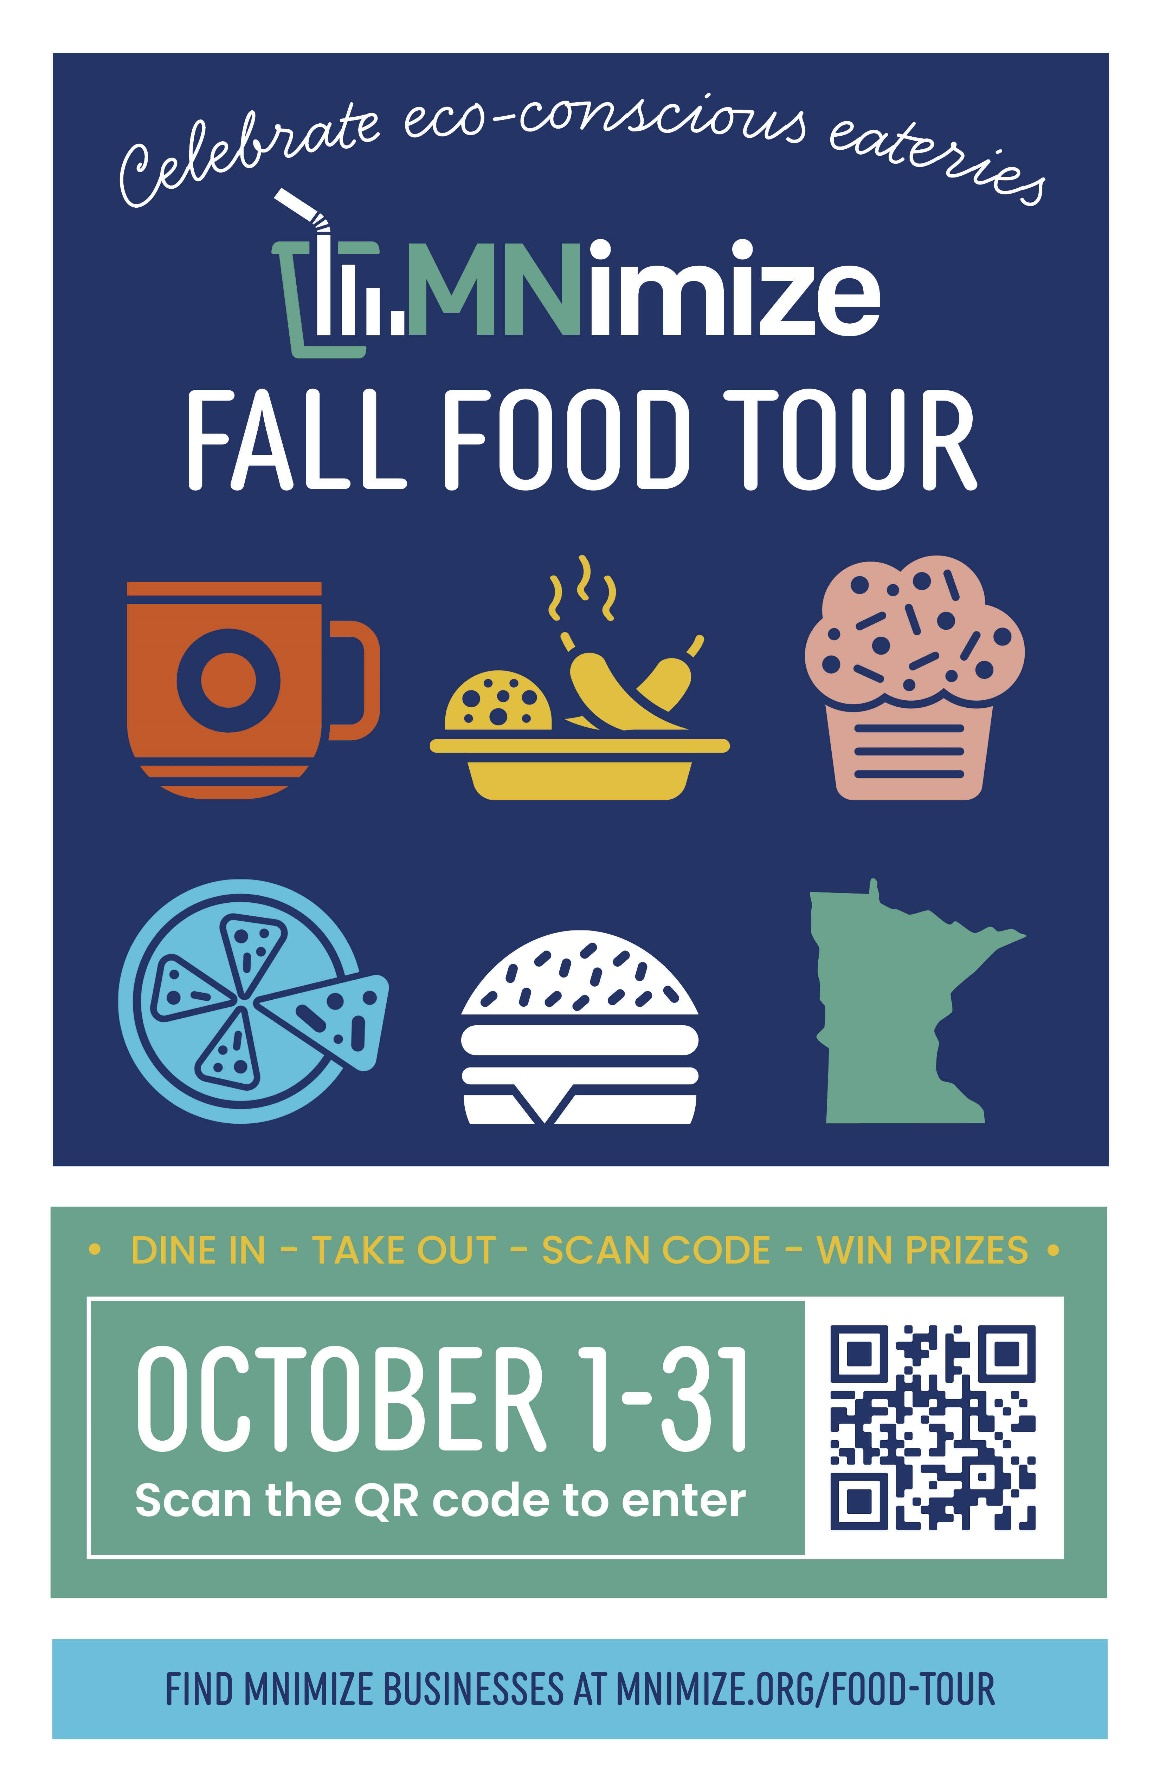 Celebrate eco-conscious eateries
MNimize
FALL FOOD TOUR
• DINE IN - TAKE OUT - SCAN CODE - WIN PRIZES •
OCTOBER 1-31
Scan the QR code to enter
FIND MNIMIZE BUSINESSES AT MNIMIZE.ORG/FOOD-TOUR